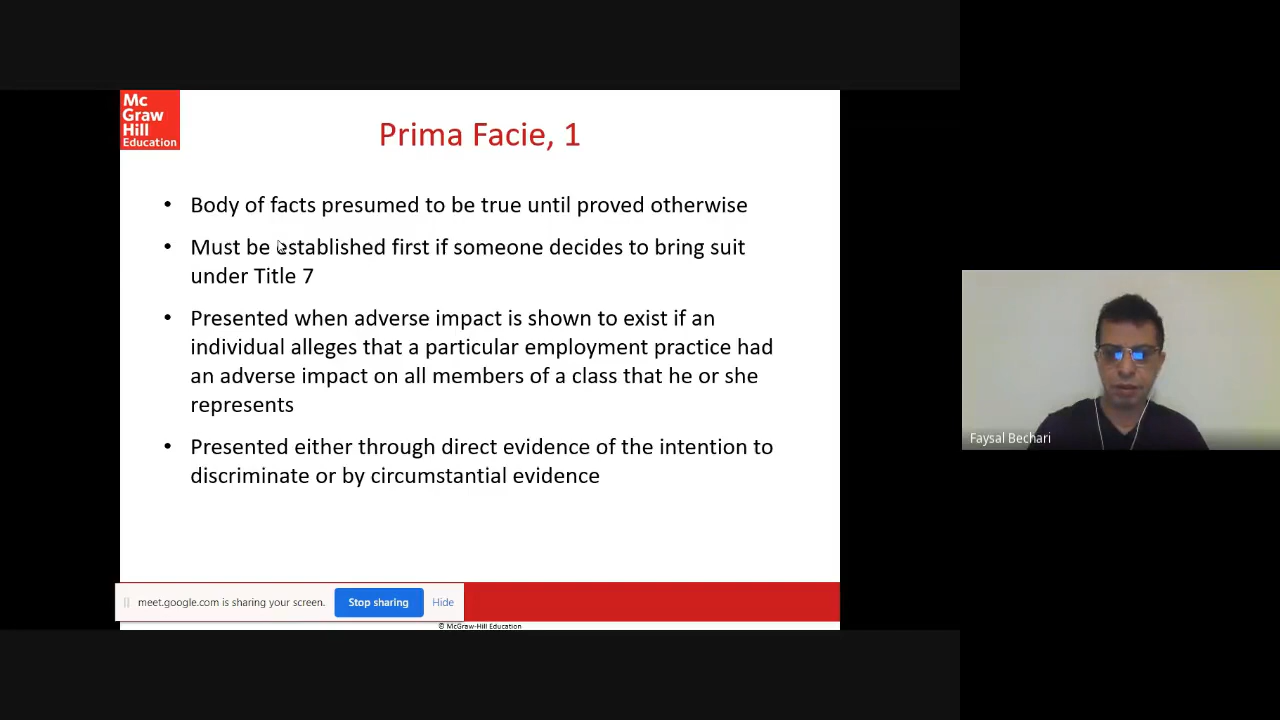 Mc
Graw
Hill
Education
Prima Facie, 1
• Body of facts presumed to be true until proved otherwise
• Must be established first if someone decides to bring suit
under Title 7
• Presented when adverse impact is shown to exist if an
individual alleges that a particular employment practice had
an adverse impact on all members of a class that he or she
represents
• Presented either through direct evidence of the intention to
discriminate or by circumstantial evidence
Faysal Bechari
meet.google.com is sharing your screen. Stop sharing Hide
© McGraw-Hill Education